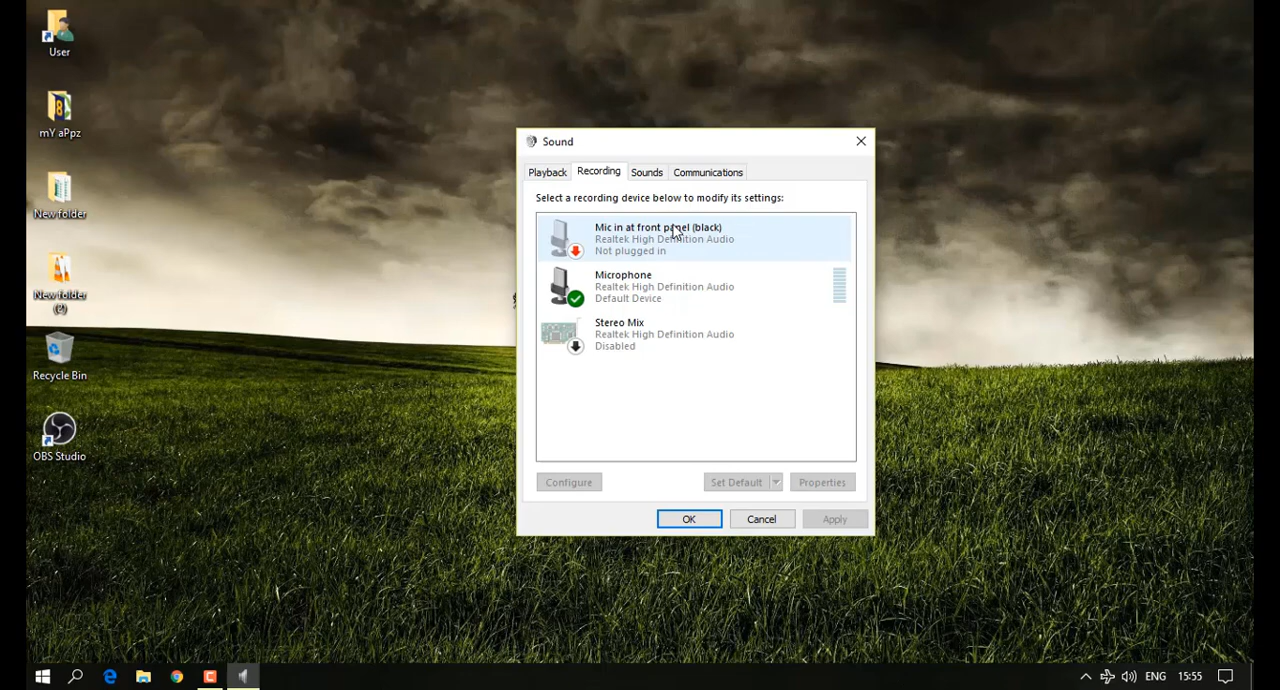 User
mY aPpz
New folder
New folder
(2)
Recycle Bin
OBS Studio
Sound
Playback
Recording
Sounds
Communications
Select a recording device below to modify its settings:
Mic in at front panel (black)
Realtek High Definition Audio
Not plugged in
Microphone
Realtek High Definition Audio
Default Device
Stereo Mix
Realtek High Definition Audio
Disabled
Configure
Set Default
Properties
OK
Cancel
Apply
ENG
15:55